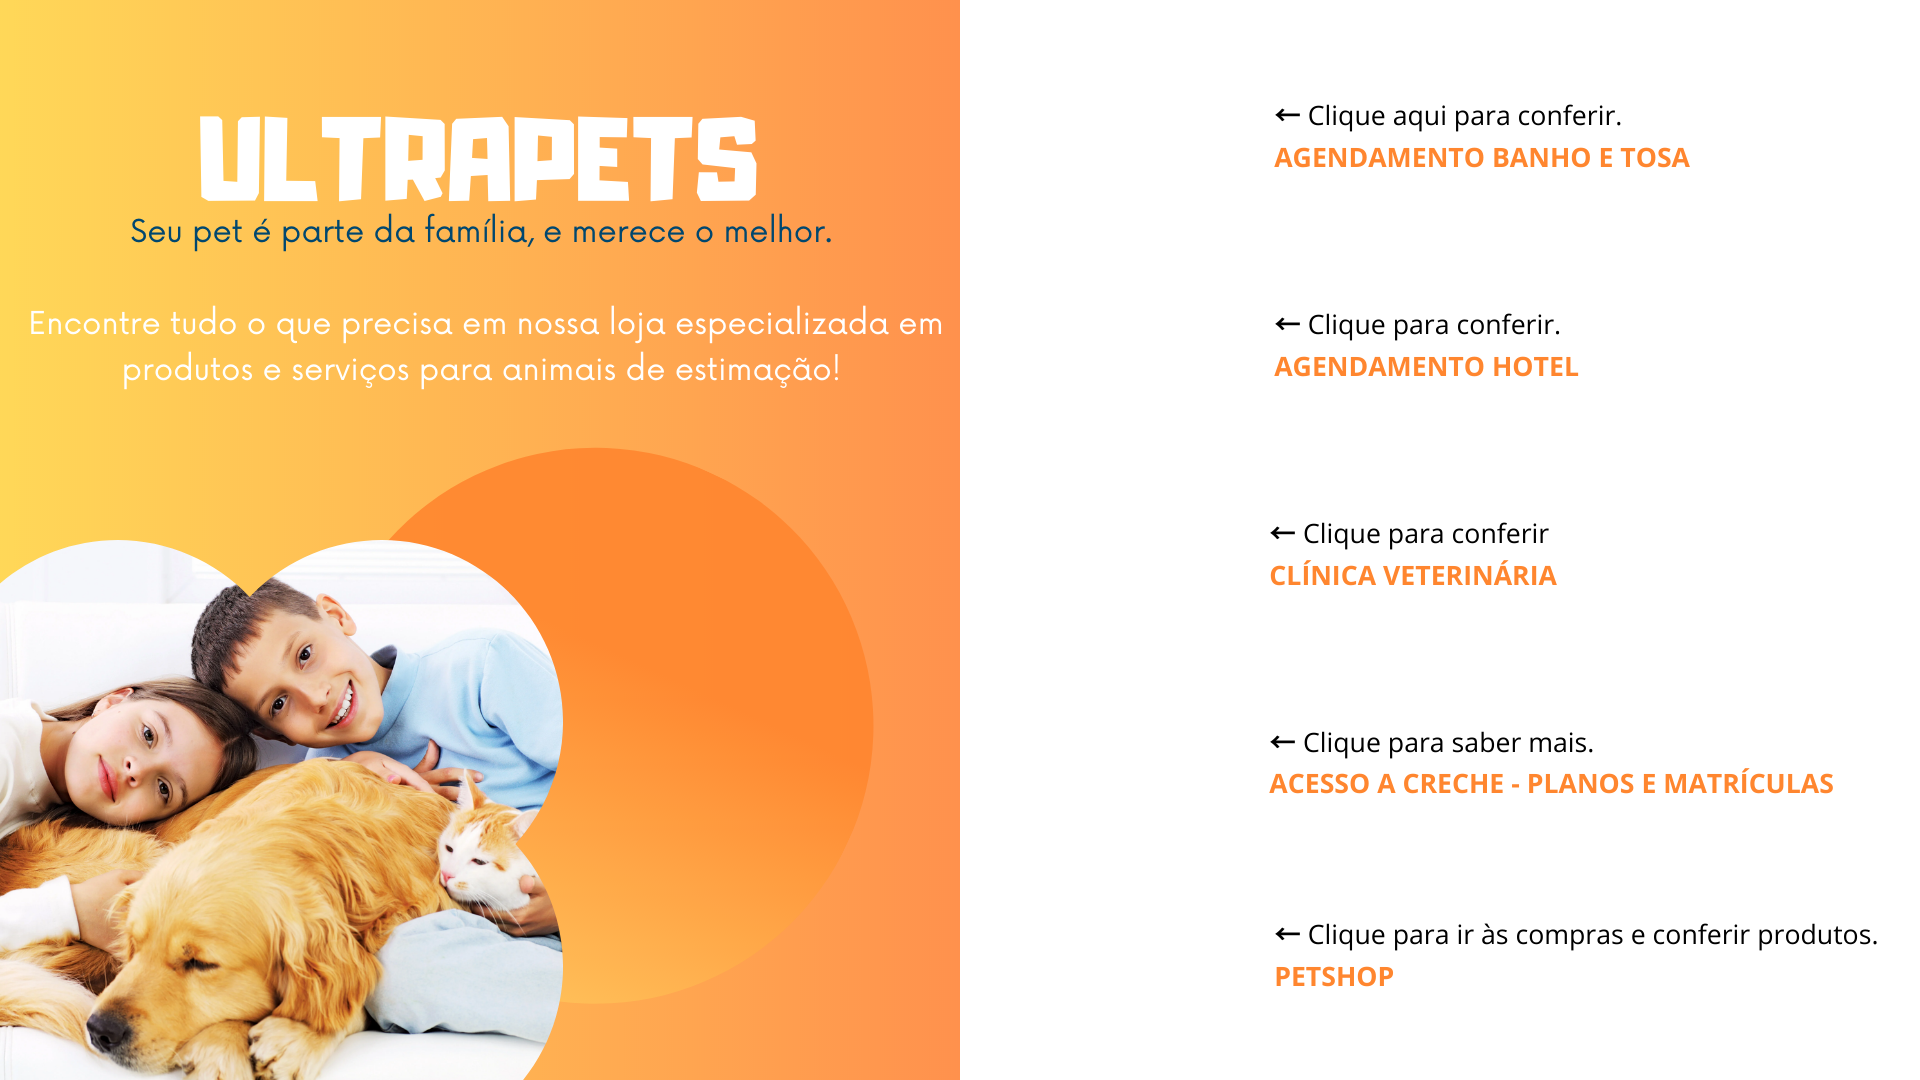 ULTRAPETS
Seu pet é parte da família, e merece o melhor.
Encontre tudo o que precisa em nossa loja especializada em
produtos e serviços para animais de estimação!
← Clique aqui para conferir.
AGENDAMENTO BANHO E TOSA
← Clique para conferir.
AGENDAMENTO HOTEL
← Clique para conferir
CLÍNICA VETERINÁRIA
← Clique para saber mais.
ACESSO A CRECHE - PLANOS E MATRÍCULAS
← Clique para ir às compras e conferir produtos.
PETSHOP